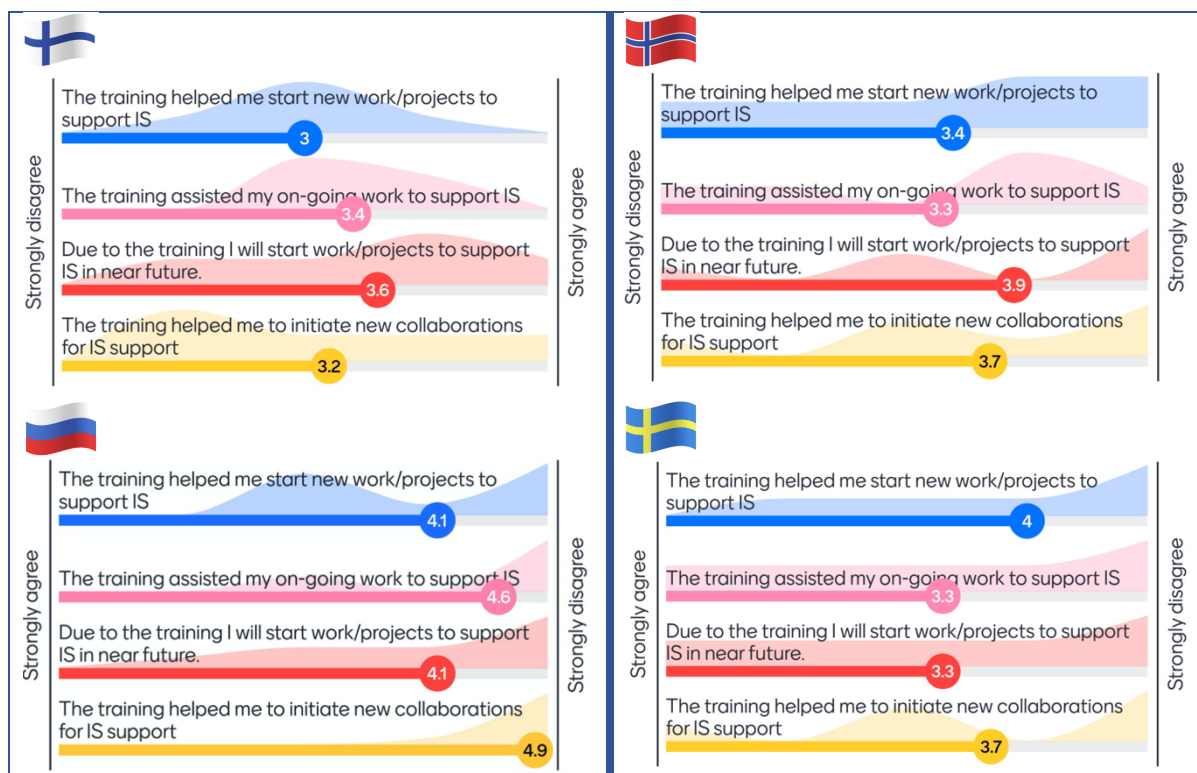 The training helped me start new work/projects to
support IS
3
The training assisted my on-going work to support IS
3.4
Due to the training I will start work/projects to support
IS in near future.
3.6
The training helped me to initiate new collaborations
for IS support
3.2
Strongly disagree
Strongly agree
The training helped me start new work/projects to
support IS
3.4
The training assisted my on-going work to support IS
3.3
Due to the training I will start work/projects to support
IS in near future.
3.9
The training helped me to initiate new collaborations
for IS support
3.7
Strongly disagree
Strongly agree
The training helped me start new work/projects to
support IS
4.1
The training assisted my on-going work to support IS
4.6
Due to the training I will start work/projects to support
IS in near future.
4.1
The training helped me to initiate new collaborations
for IS support
4.9
Strongly agree
Strongly disagree
The training helped me start new work/projects to
support IS
4
The training assisted my on-going work to support IS
3.3
Due to the training I will start work/projects to support
IS in near future.
3.3
The training helped me to initiate new collaborations
for IS support
3.7
Strongly agree
Strongly disagree